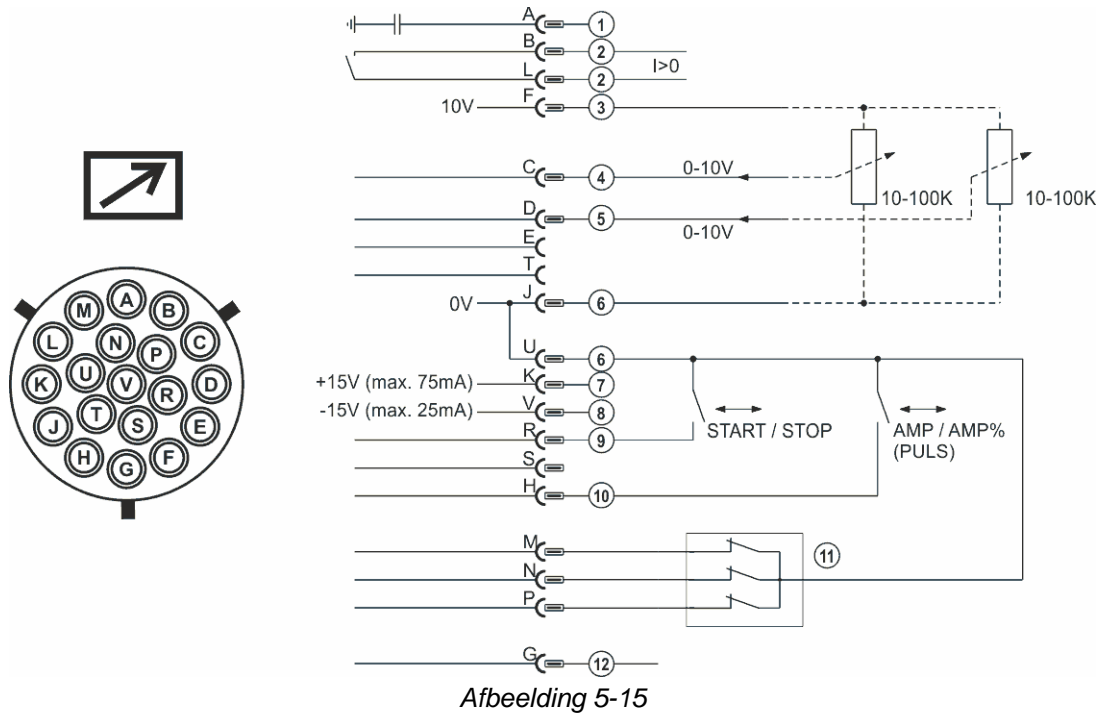 A 1
B 2
L 2 I>0
10V F 3
C 4 0-10V 10-100K 10-100K
D 5 0-10V
E
T
0V J 6
U 6
+15V (max. 75mA) K 7
-15V (max. 25mA) V 8
R 9 START / STOP AMP / AMP%
(PULS)
S
H 10
M 11
N
P
G 12
A
M B
L N P C
K U V R D
J T S E
H G F
Afbeelding 5-15